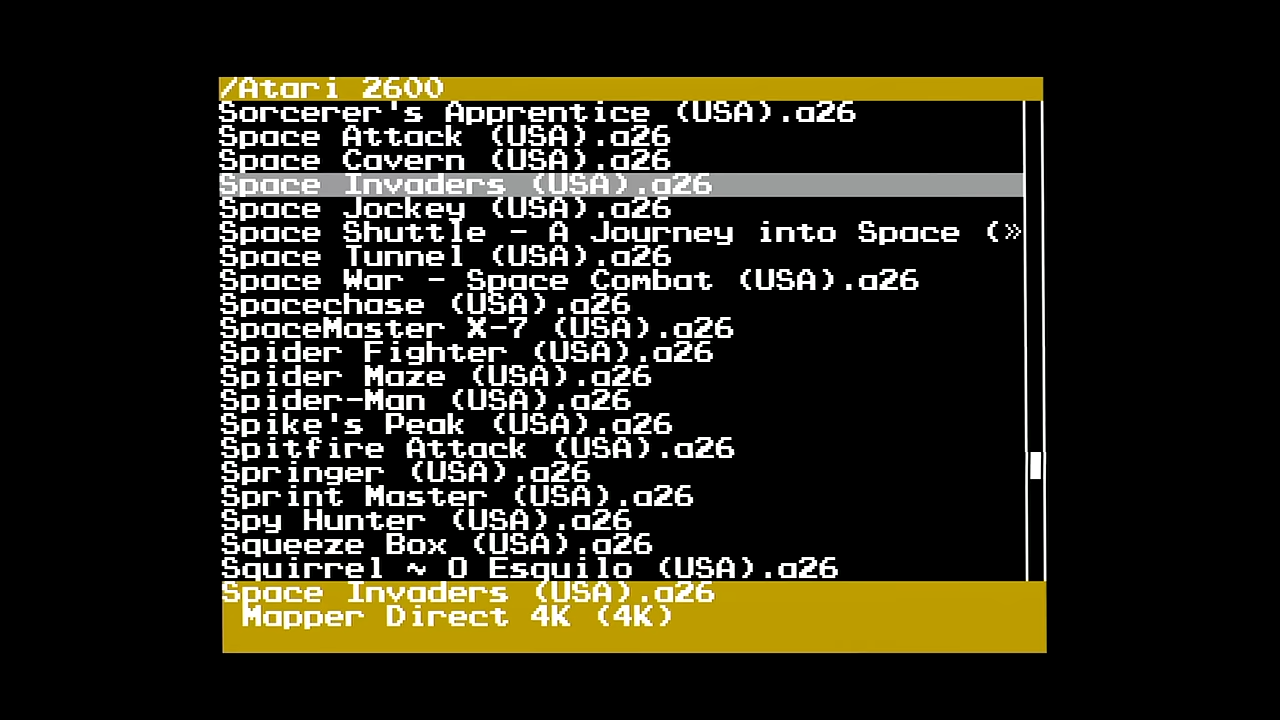 /Atari 2600
Sorcerer's Apprentice (USA).a26
Space Attack (USA).a26
Space Cavern (USA).a26
Space Invaders (USA).a26
Space Jockey (USA).a26
Space Shuttle - A Journey into Space (»
Space Tunnel (USA).a26
Space War - Space Combat (USA).a26
Spacechase (USA).a26
SpaceMaster X-7 (USA).a26
Spider Fighter (USA).a26
Spider Maze (USA).a26
Spider-Man (USA).a26
Spike's Peak (USA).a26
Spitfire Attack (USA).a26
Springer (USA).a26
Sprint Master (USA).a26
Spy Hunter (USA).a26
Squeeze Box (USA).a26
Squirrel ~ O Esquilo (USA).a26
Space Invaders (USA).a26
Mapper Direct 4K (4K)